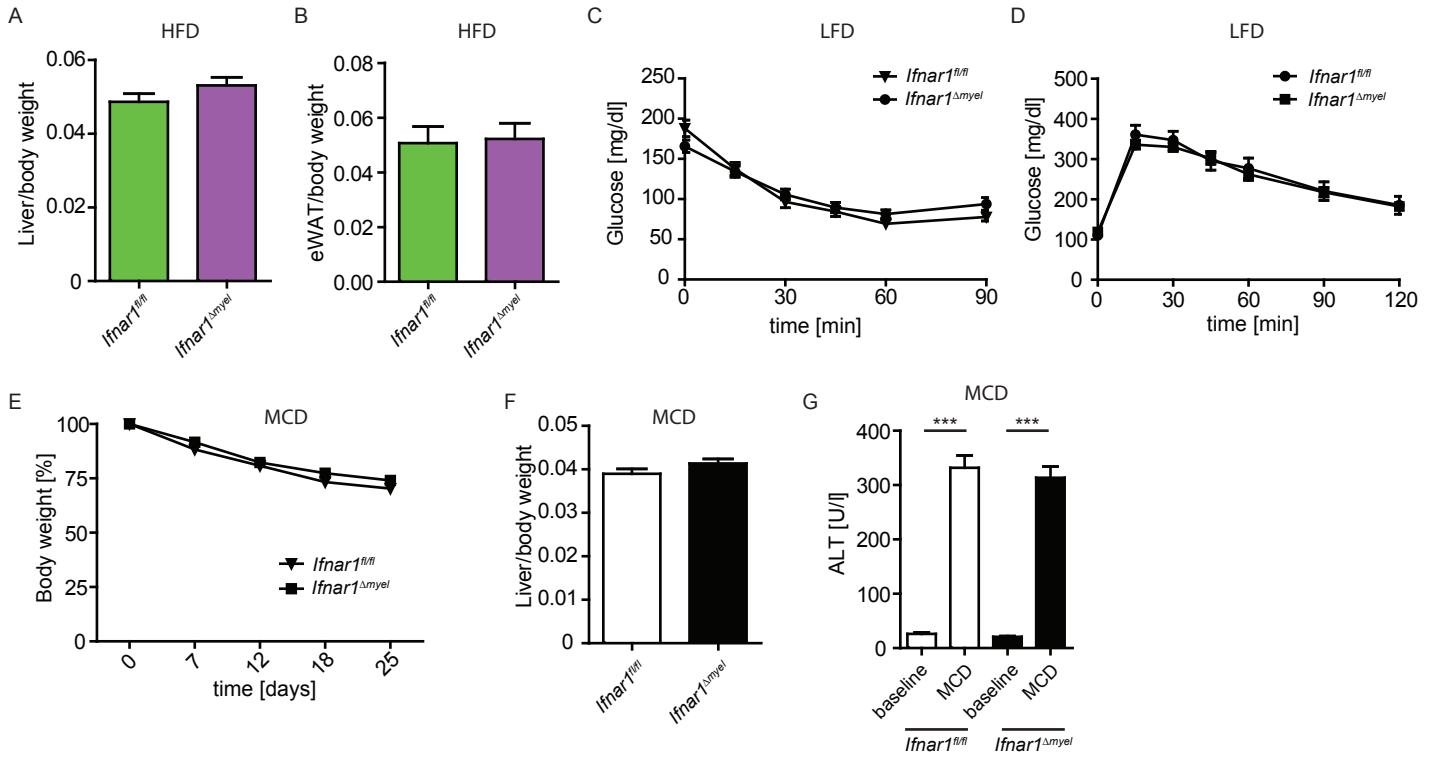 A
HFD
Liver/body weight
0.06
0.04
0.02
0
Ifnar1fl/fl
Ifnar1Δmyel
B
HFD
eWAT/body weight
0.08
0.06
0.04
0.02
0.00
Ifnar1fl/fl
Ifnar1Δmyel
C
LFD
Glucose [mg/dl]
250
200
150
100
50
0
0 30 60 90
time [min]
Ifnar1fl/fl
Ifnar1Δmyel
D
LFD
Glucose [mg/dl]
500
400
300
200
100
0
0 30 60 90 120
time [min]
Ifnar1fl/fl
Ifnar1Δmyel
E
MCD
Body weight [%]
100
75
50
25
0
0 7 12 18 25
time [days]
Ifnar1fl/fl
Ifnar1Δmyel
F
MCD
Liver/body weight
0.05
0.04
0.03
0.02
0.01
0
Ifnar1fl/fl
Ifnar1Δmyel
G
MCD
ALT [U/l]
400
300
200
100
0
*** ***
baseline MCD baseline MCD
Ifnar1fl/fl Ifnar1Δmyel